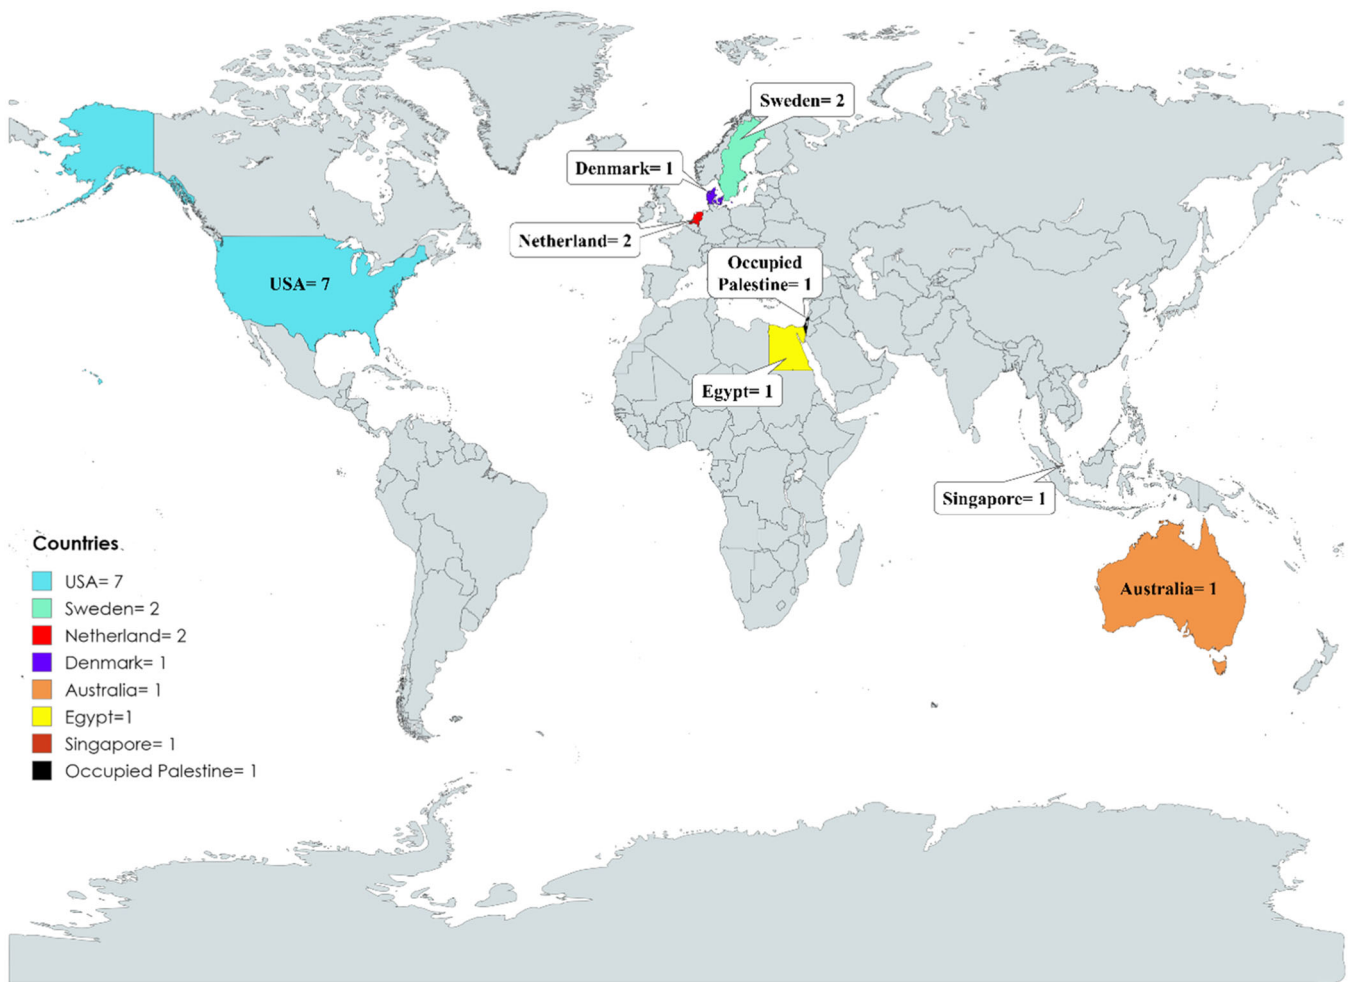 Sweden= 2
Denmark= 1
Netherland= 2
Occupied
Palestine= 1
USA= 7
Egypt= 1
Singapore= 1
Australia= 1
Countries
USA= 7
Sweden= 2
Netherland= 2
Denmark= 1
Australia= 1
Egypt=1
Singapore= 1
Occupied Palestine= 1